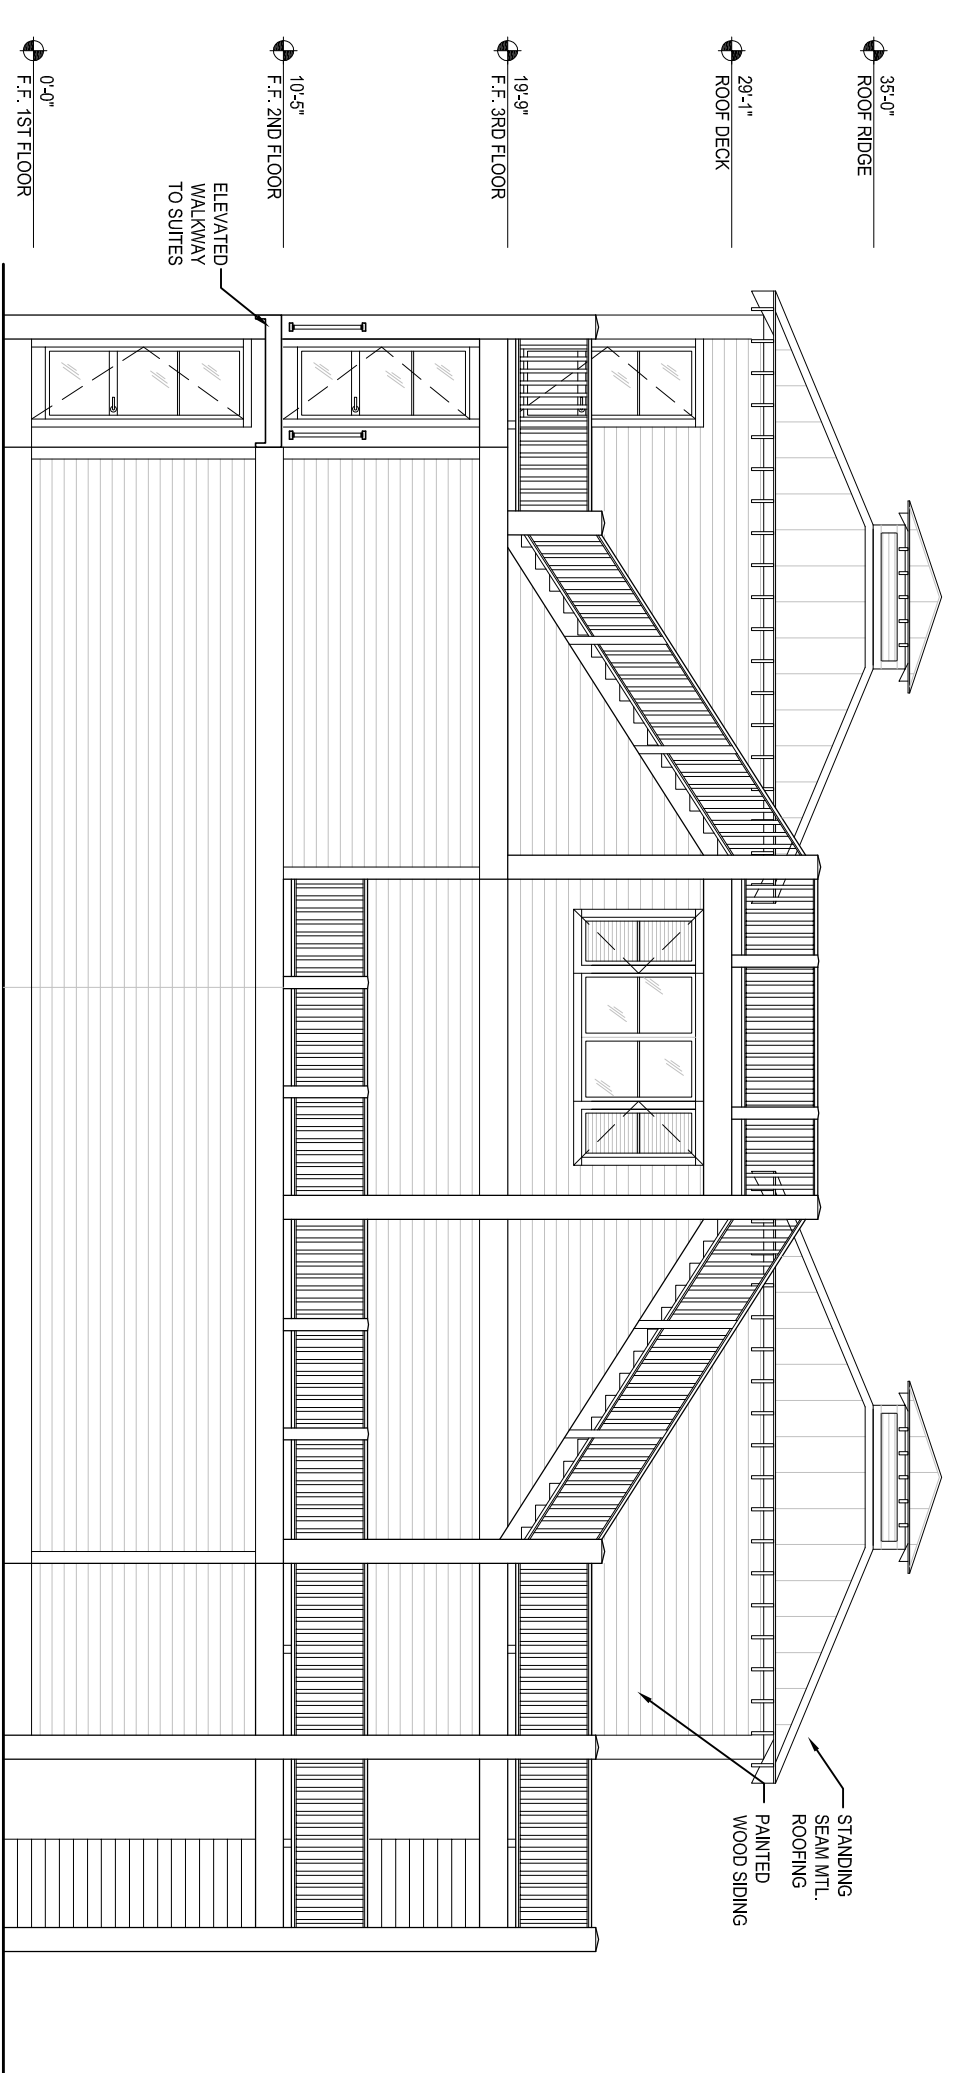 35'-0"
ROOF RIDGE
29'-1"
ROOF DECK
19'-9"
F.F. 3RD FLOOR
10'-5"
F.F. 2ND FLOOR
0'-0"
F.F. 1ST FLOOR
ELEVATED
WALKWAY
TO SUITES
STANDING
SEAM MTL.
ROOFING
PAINTED
WOOD SIDING